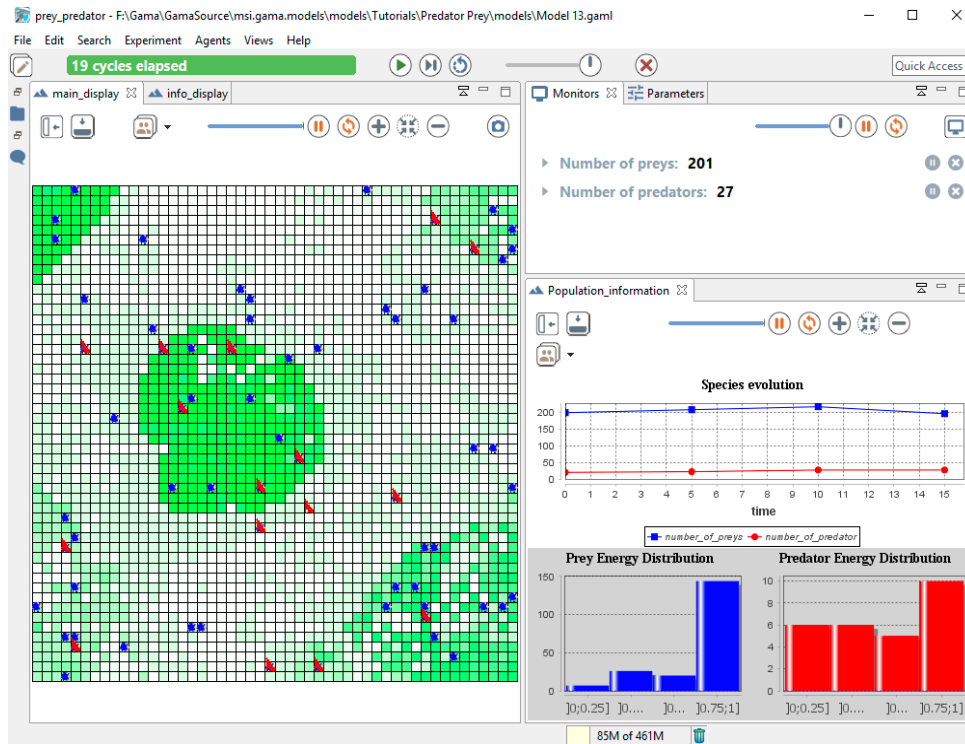 prey_predator - F:\Gama\GamaSource\msi.gama.models\models\Tutorials\Predator Prey\models\Model 13.gaml
File Edit Search Experiment Agents Views Help
19 cycles elapsed
Quick Access
main_display
info_display
Monitors
Parameters
Number of preys: 201
Number of predators: 27
Population_information
Species evolution
200
150
100
50
0
0 1 2 3 4 5 6 7 8 9 10 11 12 13 14 15
time
number_of_preys number_of_predator
Prey Energy Distribution
150
100
50
0
]0;0.25] ]0.... ]0... ]0.75;1]
Predator Energy Distribution
10
8
6
4
2
0
]0;0.25] ]0.... ]0... ]0.75;1]
85M of 461M